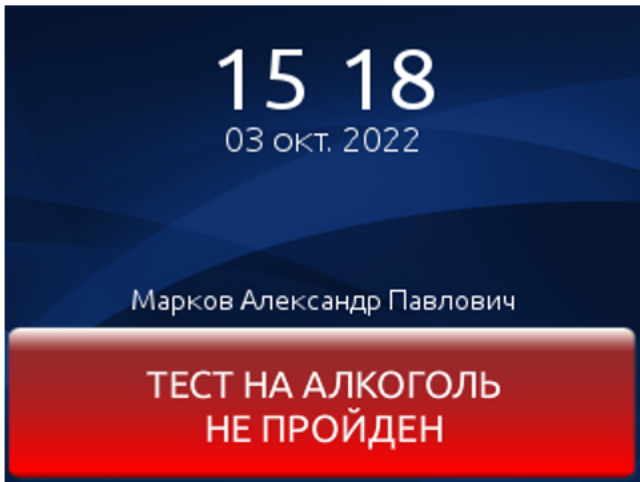 15 18
03 окт. 2022
Марков Александр Павлович
ТЕСТ НА АЛКОГОЛЬ
НЕ ПРОЙДЕН